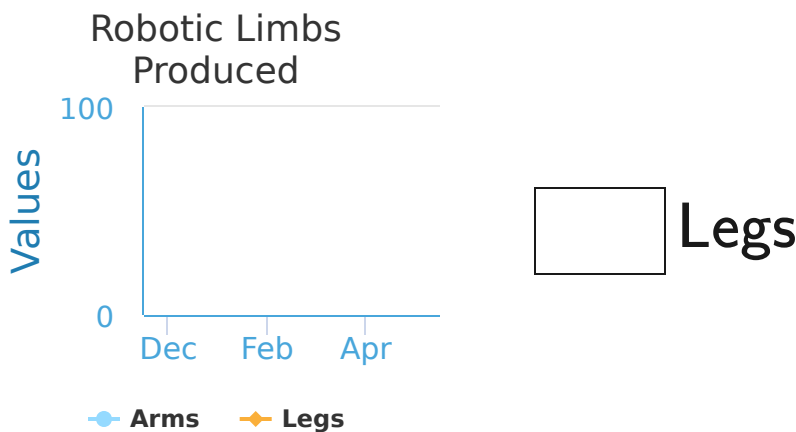 Robotic Limbs
Produced
100
Values
0
Dec Feb Apr
Arms Legs
Legs